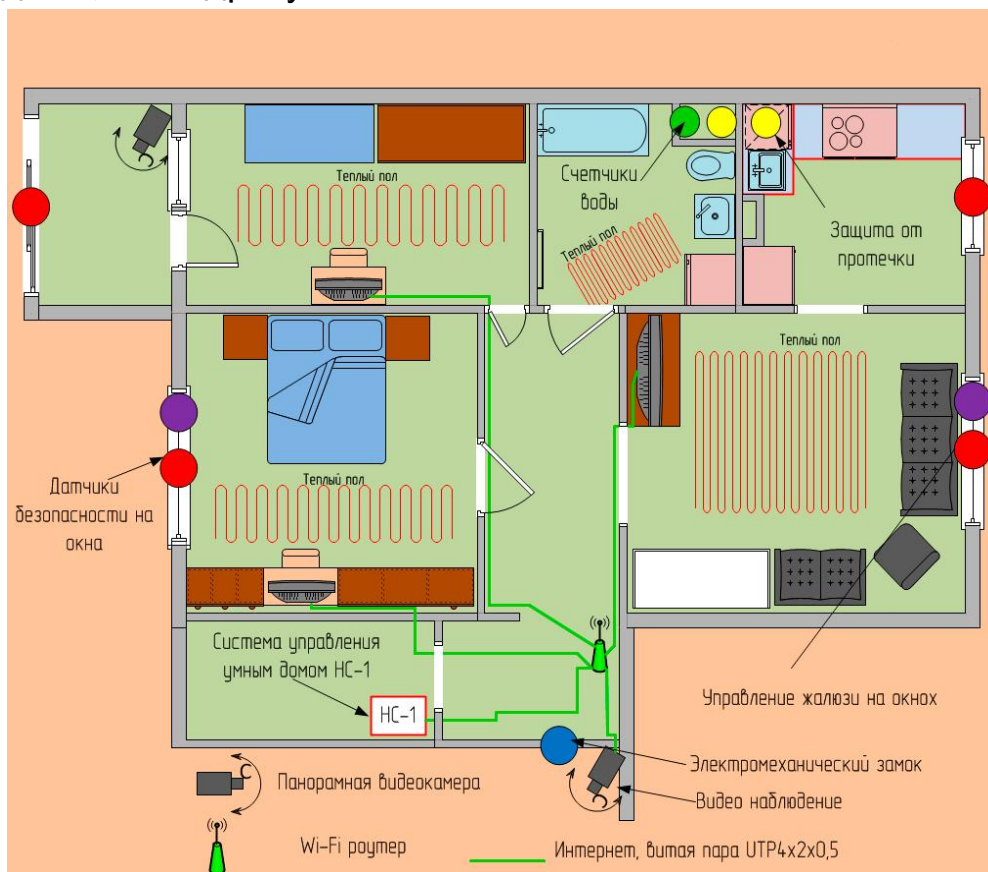 Теплый пол
Счетчики
воды
Теплый пол
Защита от
протечки
Теплый пол
Теплый пол
Датчики
безопасности на
окна
Система управления
умным домом НС-1
НС-1
Управление жалюзи на окнох
Электромеханический замок
Видео наблюдение
Панорамная видеокамера
Wi-Fi роутер
Интернет, витая пара UTP4x2x0,5